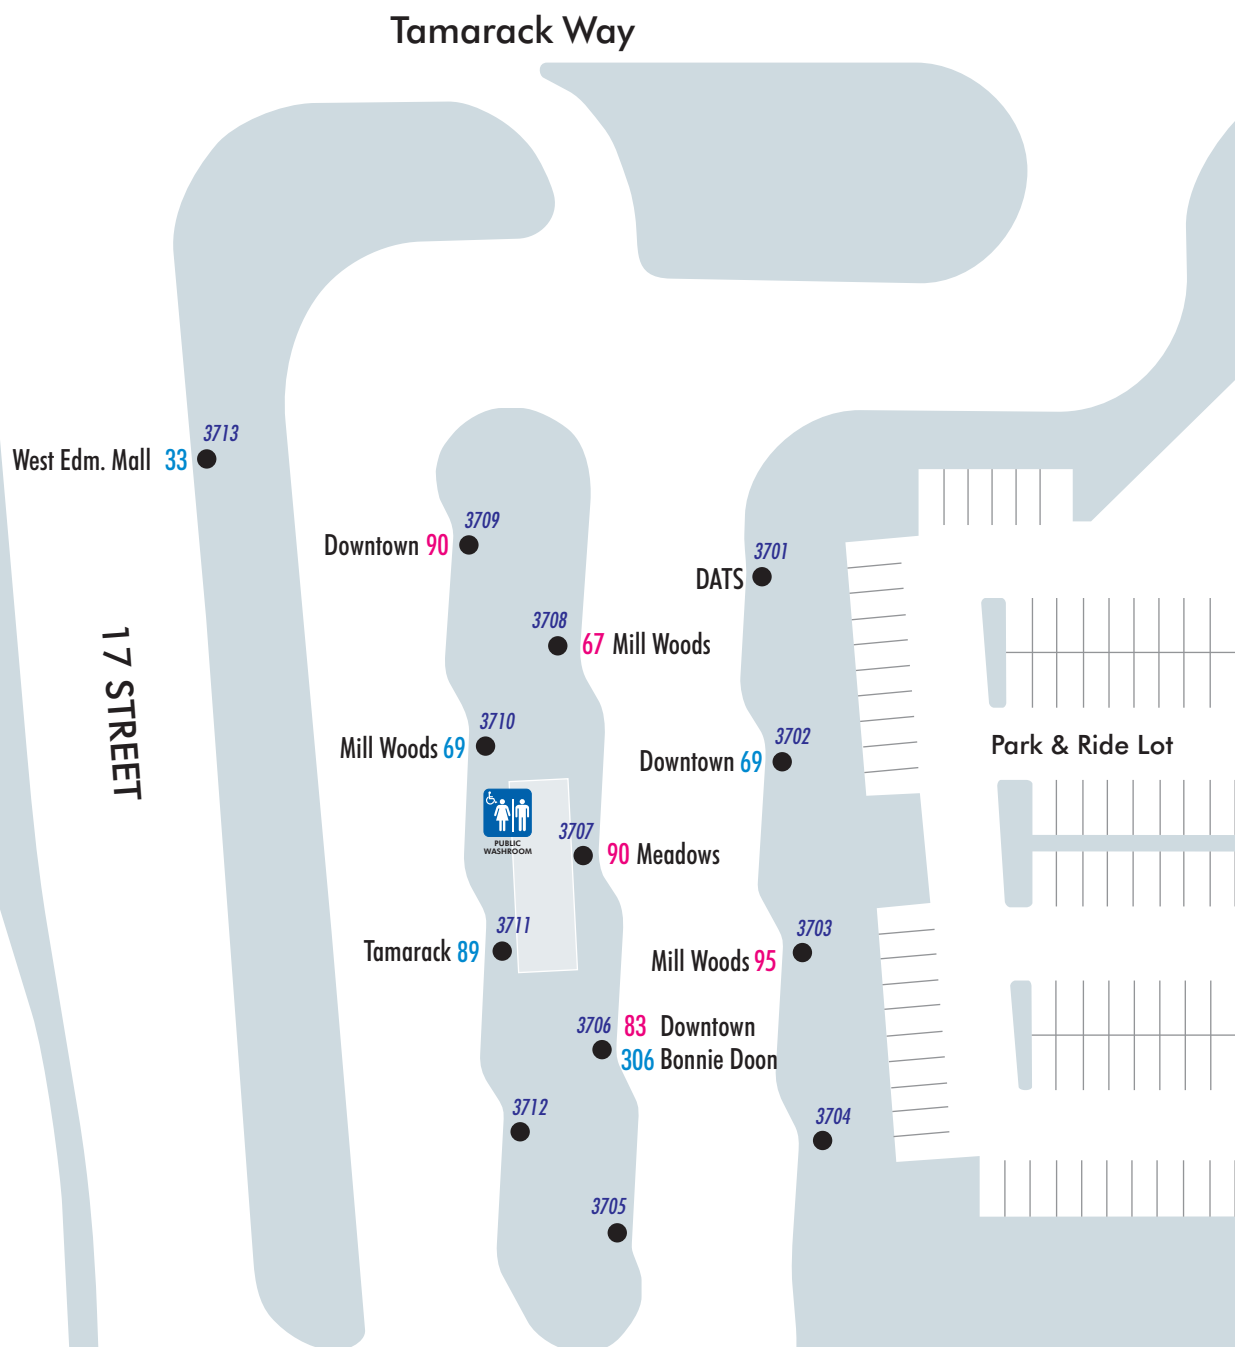 Tamarack Way
3713
West Edm. Mall 33
3709
Downtown 90
3701
DATS
3708
67 Mill Woods
17 STREET
3710
Mill Woods 69
3702
Downtown 69
Park & Ride Lot
PUBLIC
WASHROOM
3707
90 Meadows
3711
Tamarack 89
3703
Mill Woods 95
3706
83 Downtown
306 Bonnie Doon
3712
3704
3705